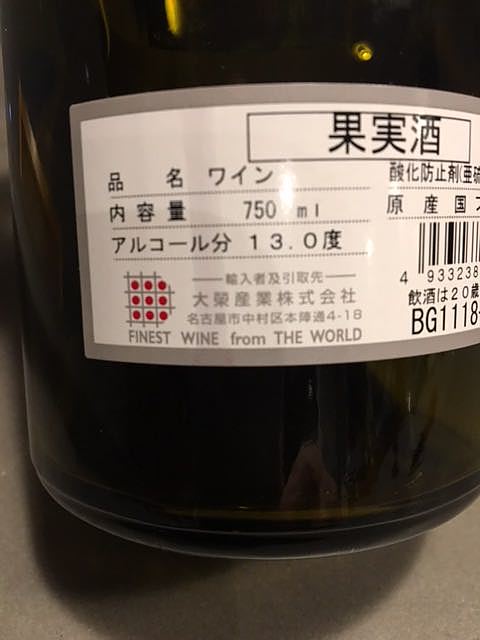 果実酒
品 名 ワイン
酸化防止剤(亜硫
内容量 750 ml
原産国フ
アルコール分 13.0度
輸入者及引取先
大榮産業株式会社
名古屋市中村区本陣通4-18
FINEST WINE from THE WORLD
4 933238
飲酒は20歳
BG1118-